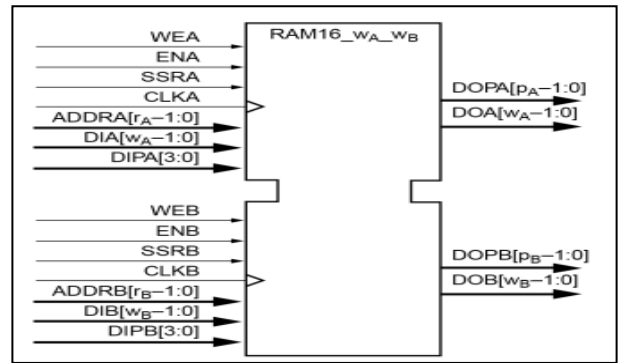 RAM16_wA_wB
WEA
ENA
SSRA
CLKA
ADDRA[rA–1:0]
DIA[wA–1:0]
DIPA[3:0]
DOPA[pA–1:0]
DOA[wA–1:0]
WEB
ENB
SSRB
CLKB
ADDRB[rB–1:0]
DIB[wB–1:0]
DIPB[3:0]
DOPB[pB–1:0]
DOB[wB–1:0]